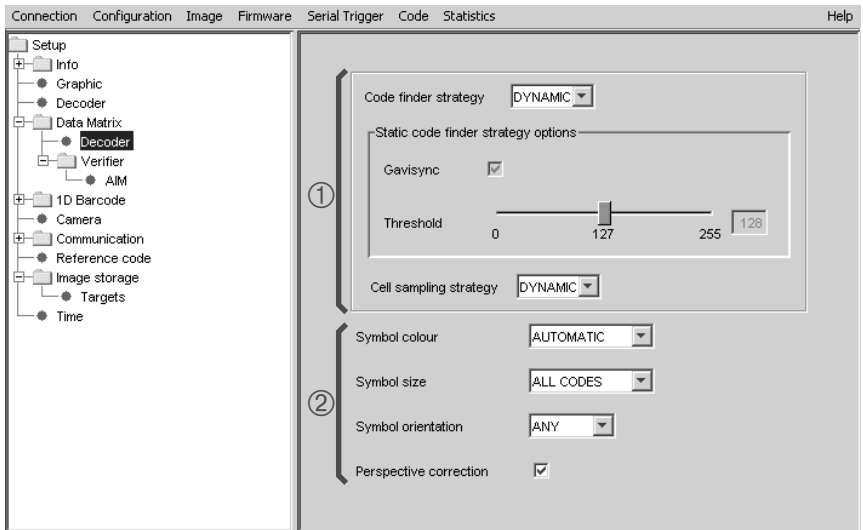 Connection Configuration Image Firmware Serial Trigger Code Statistics Help
Setup
Info
Graphic
Decoder
Data Matrix
Decoder
Verifier
AIM
1D Barcode
Camera
Communication
Reference code
Image storage
Targets
Time
①
Code finder strategy DYNAMIC
Static code finder strategy options
Gavisync
Threshold 0 127 255 128
Cell sampling strategy DYNAMIC
②
Symbol colour AUTOMATIC
Symbol size ALL CODES
Symbol orientation ANY
Perspective correction